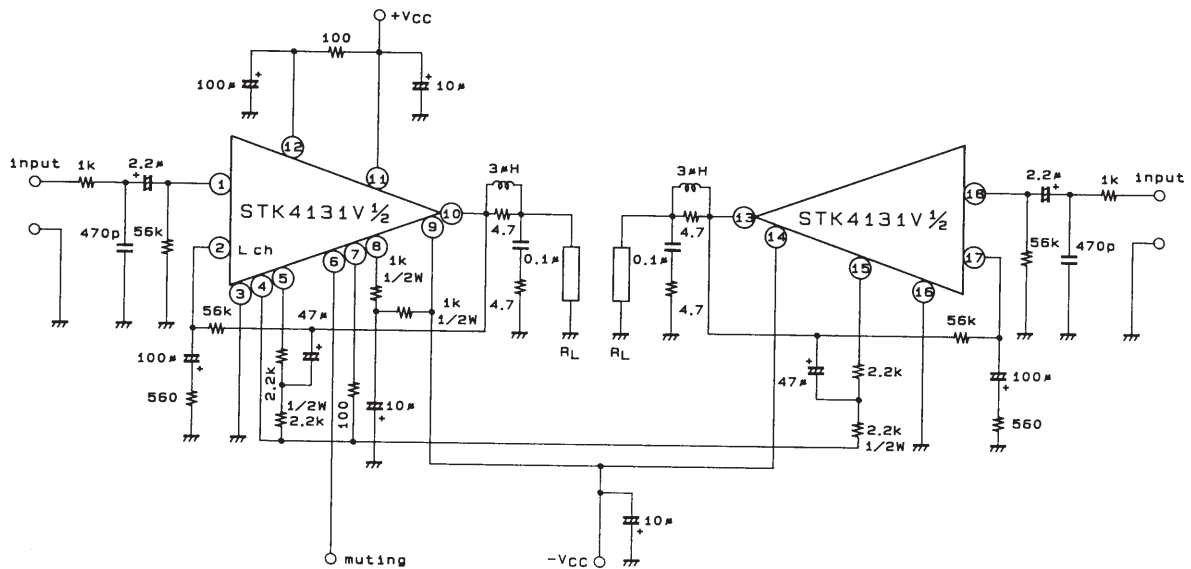 +VCC
100
100µ
+
+
10µ
12
11
input
1k
2.2µ
+
1
STK4131V 1/2
10
9
2
L ch
470p
56k
3
4
5
6
7
8
3µH
4.7
0.1µ
4.7
RL
1k
1/2W
1k
1/2W
56k
47µ
+
100µ
+
560
2.2k
1/2W
2.2k
100
10µ
+
muting
3µH
4.7
0.1µ
4.7
RL
13
14
15
16
17
18
STK4131V 1/2
2.2µ
+
1k
input
56k
470p
56k
47µ
+
2.2k
2.2k
1/2W
100µ
+
560
10µ
+
-VCC